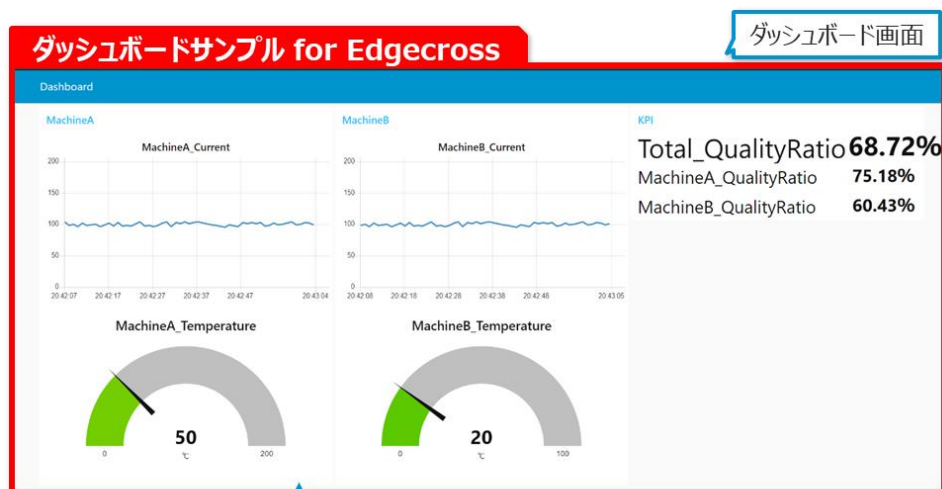 ダッシュボードサンプル for Edgecross
ダッシュボード画面
Dashboard
MachineA
MachineA_Current
200
150
100
50
0
20:42:07 20:42:17 20:42:27 20:42:37 20:42:47 20:43:04
MachineA_Temperature
50
0 ℃ 200
MachineB
MachineB_Current
200
150
100
50
0
20:42:08 20:42:18 20:42:28 20:42:38 20:42:48 20:43:05
MachineB_Temperature
20
0 ℃ 100
KPI
Total_QualityRatio 68.72%
MachineA_QualityRatio 75.18%
MachineB_QualityRatio 60.43%